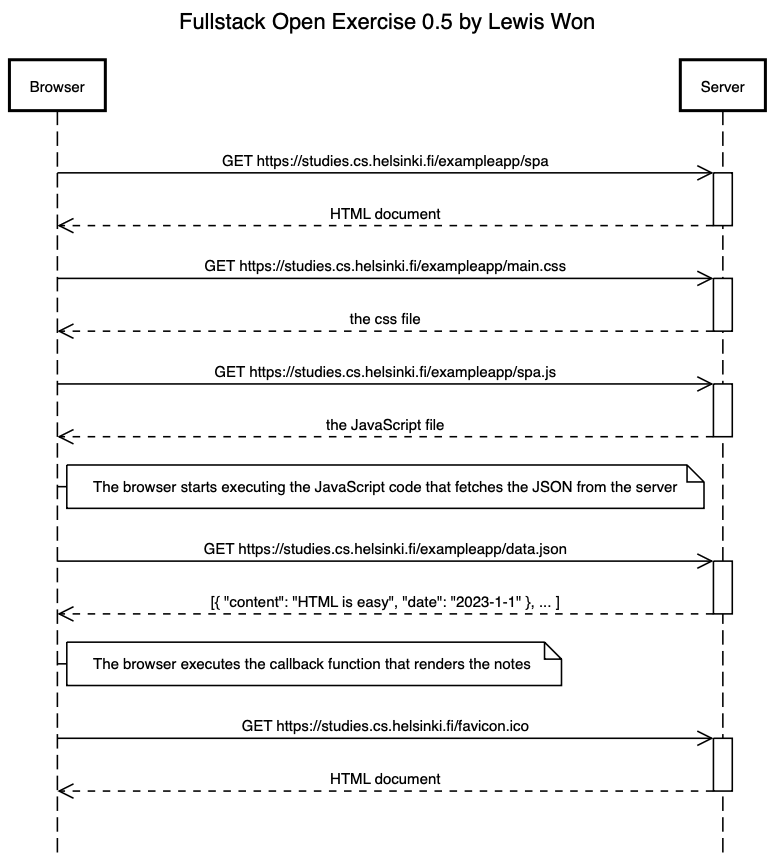 Fullstack Open Exercise 0.5 by Lewis Won
Browser
Server
GET https://studies.cs.helsinki.fi/exampleapp/spa
HTML document
GET https://studies.cs.helsinki.fi/exampleapp/main.css
the css file
GET https://studies.cs.helsinki.fi/exampleapp/spa.js
the JavaScript file
The browser starts executing the JavaScript code that fetches the JSON from the server
GET https://studies.cs.helsinki.fi/exampleapp/data.json
[{ "content": "HTML is easy", "date": "2023-1-1" }, ... ]
The browser executes the callback function that renders the notes
GET https://studies.cs.helsinki.fi/favicon.ico
HTML document